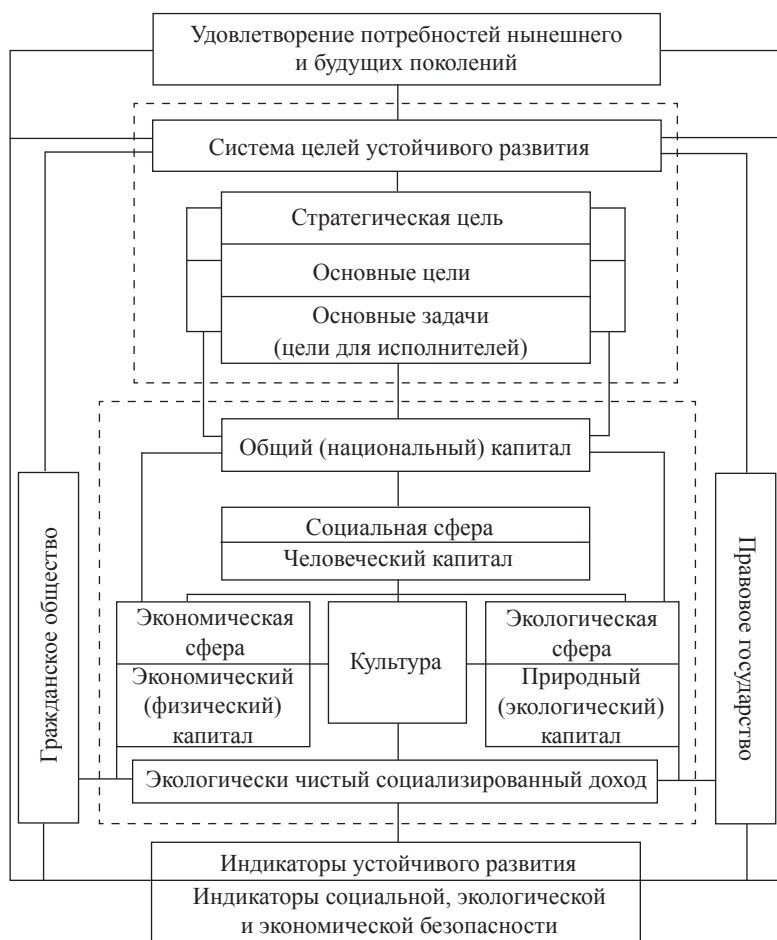 Удовлетворение потребностей нынешнего
и будущих поколений
Система целей устойчивого развития
Стратегическая цель
Основные цели
Основные задачи
(цели для исполнителей)
Общий (национальный) капитал
Социальная сфера
Человеческий капитал
Гражданское общество
Экономическая
сфера
Экономический
(физический)
капитал
Культура
Экологическая
сфера
Природный
(экологический)
капитал
Правовое государство
Экологически чистый социализированный доход
Индикаторы устойчивого развития
Индикаторы социальной, экологической
и экономической безопасности